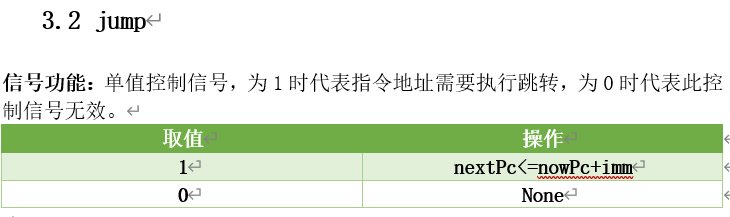 3.2 jump
信号功能：单值控制信号，为 1 时代表指令地址需要执行跳转，为 0 时代表此控
制信号无效。
取值 操作
1 nextPc<=nowPc+imm
0 None